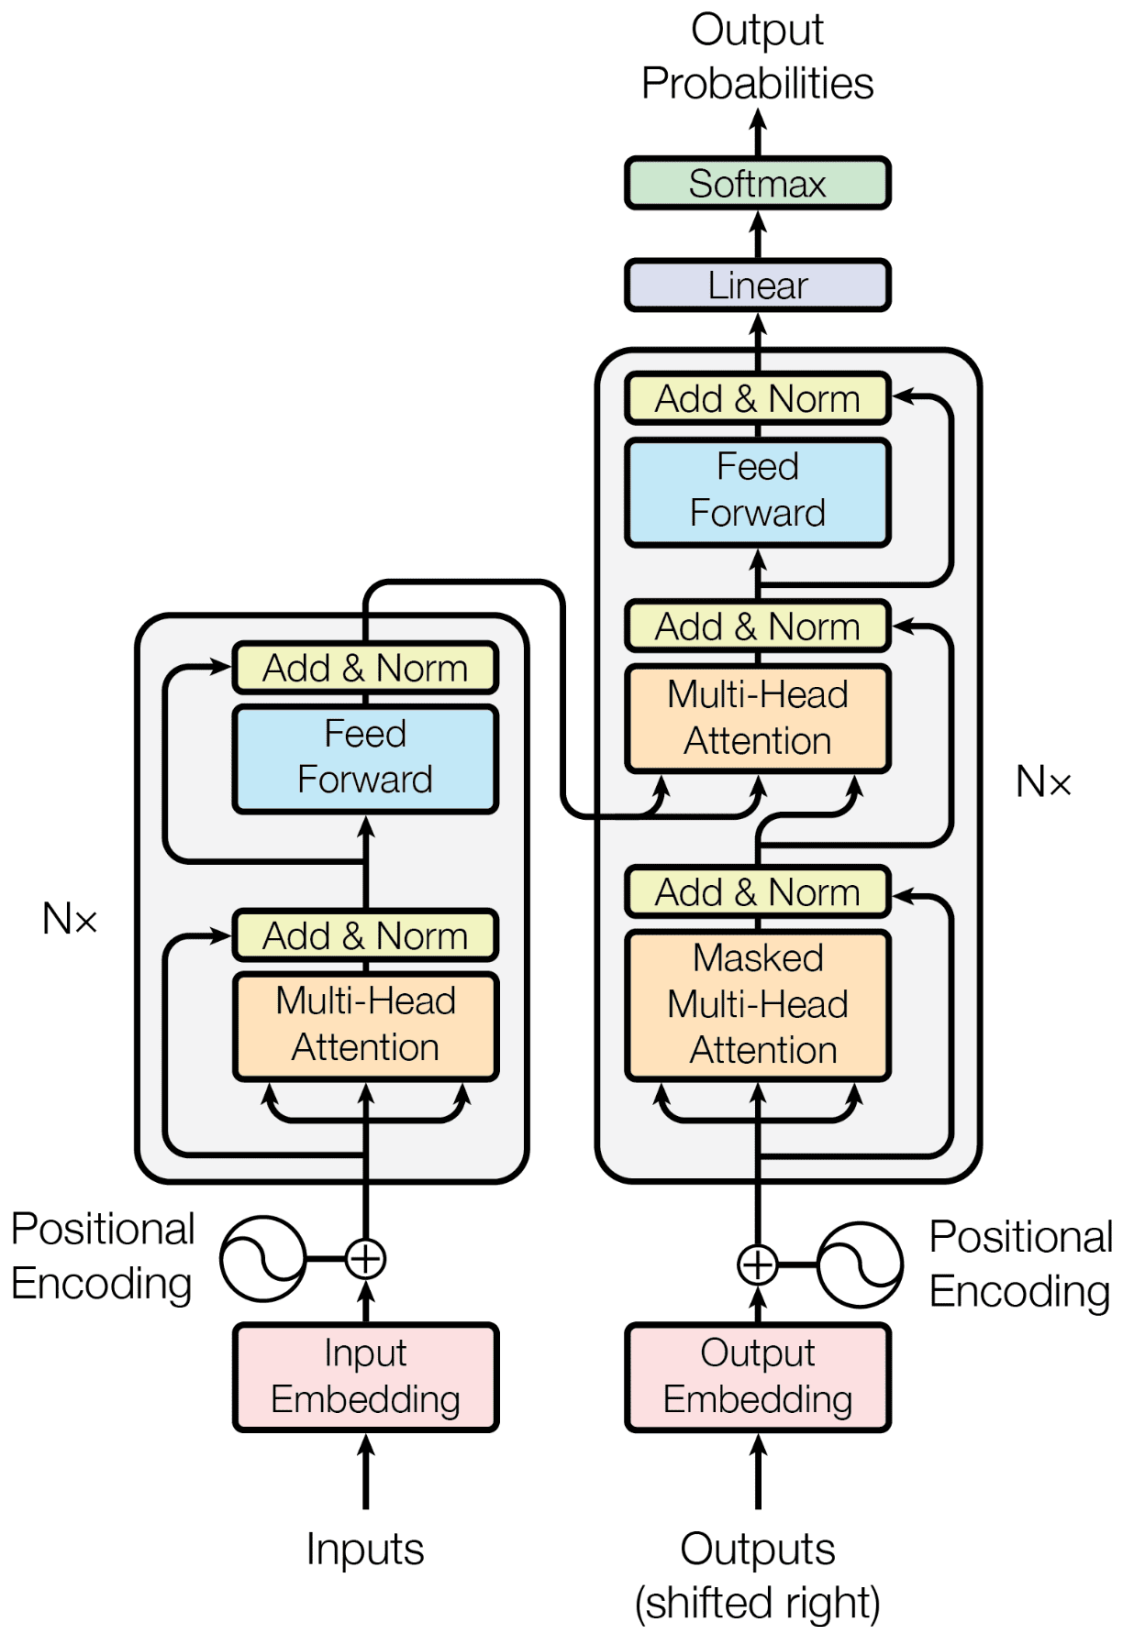 Output
Probabilities
Softmax
Linear
Add & Norm
Feed
Forward
Add & Norm
Multi-Head
Attention
Add & Norm
Masked
Multi-Head
Attention
N×
Add & Norm
Feed
Forward
Add & Norm
Multi-Head
Attention
N×
Positional
Encoding
Positional
Encoding
Input
Embedding
Output
Embedding
Inputs
Outputs
(shifted right)